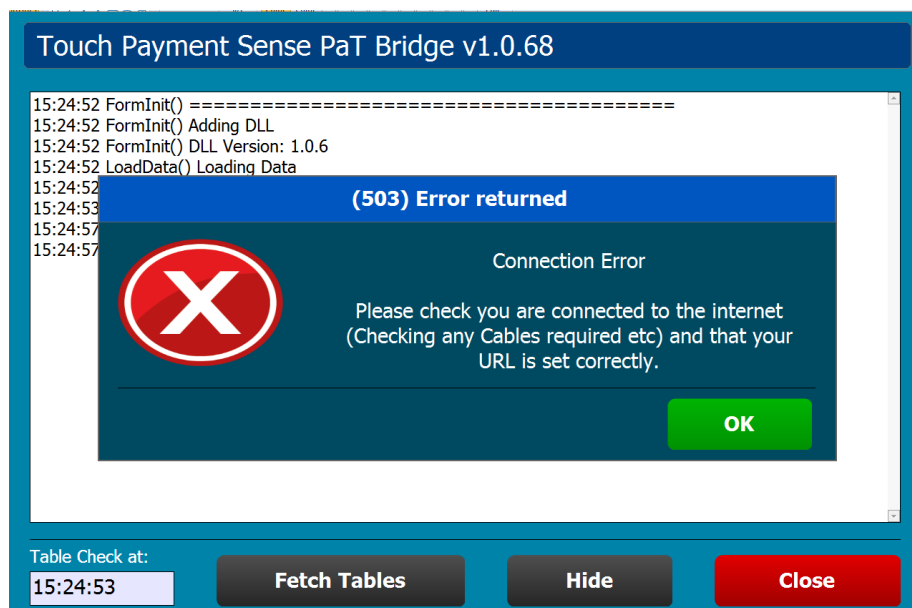 Touch Payment Sense PaT Bridge v1.0.68
15:24:52 FormInit() ========================================
15:24:52 FormInit() Adding DLL
15:24:52 FormInit() DLL Version: 1.0.6
15:24:52 LoadData() Loading Data
15:24:52
15:24:53
15:24:57
15:24:57
(503) Error returned
Connection Error
Please check you are connected to the internet
(Checking any Cables required etc) and that your
URL is set correctly.
OK
Table Check at:
15:24:53
Fetch Tables
Hide
Close